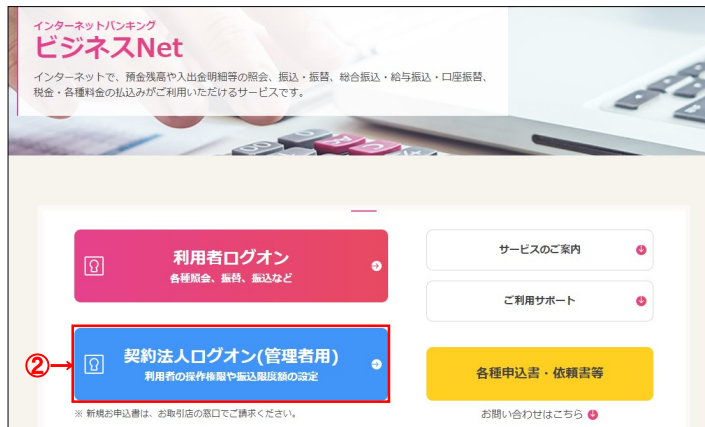 インターネットバンキング
ビジネスNet
インターネットで、預金残高や入出金明細等の照会、振込・振替、総合振込・給与振込・口座振替、
税金・各種料金の払込みがご利用いただけるサービスです。
利用者ログオン
各種照会、振替、振込など
サービスのご案内
ご利用サポート
②→
契約法人ログオン(管理者用)
利用者の操作権限や振込限度額の設定
各種申込書・依頼書等
※ 新規お申込書は、お取引店の窓口でご請求ください。
お問い合わせはこちら